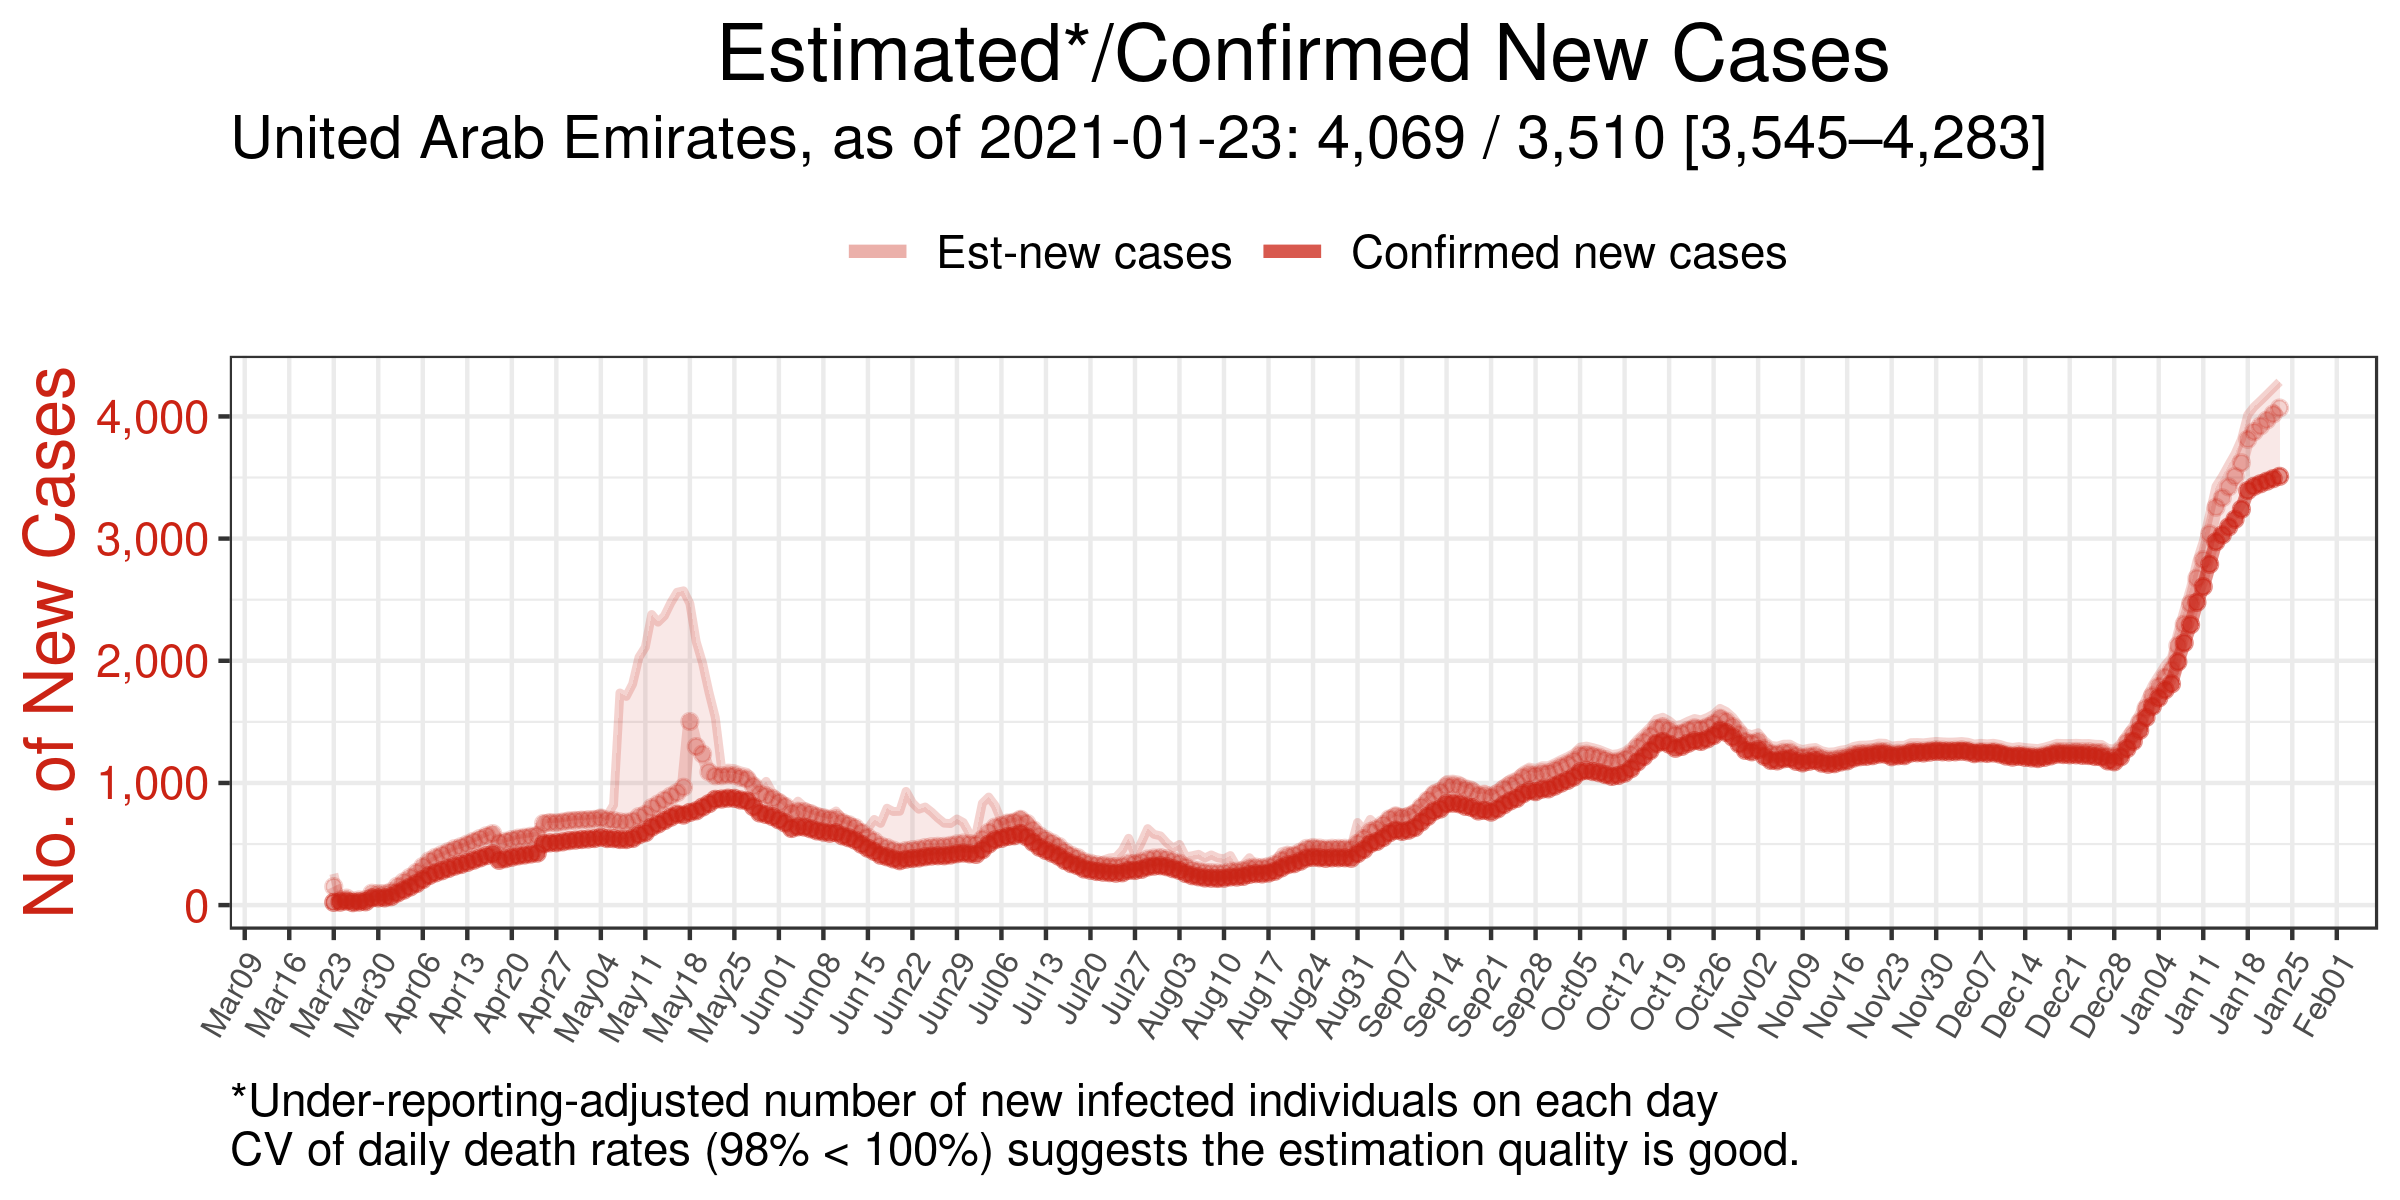 Estimated*/Confirmed New Cases
United Arab Emirates, as of 2021-01-23: 4,069 / 3,510 [3,545–4,283]
Est-new cases Confirmed new cases
No. of New Cases
4,000
3,000
2,000
1,000
0
Mar09 Mar16 Mar23 Mar30 Apr06 Apr13 Apr20 Apr27 May04 May11 May18 May25 Jun01 Jun08 Jun15 Jun22 Jun29 Jul06 Jul13 Jul20 Jul27 Aug03 Aug10 Aug17 Aug24 Aug31 Sep07 Sep14 Sep21 Sep28 Oct05 Oct12 Oct19 Oct26 Nov02 Nov09 Nov16 Nov23 Nov30 Dec07 Dec14 Dec21 Dec28 Jan04 Jan11 Jan18 Jan25 Feb01
*Under-reporting-adjusted number of new infected individuals on each day
CV of daily death rates (98% < 100%) suggests the estimation quality is good.